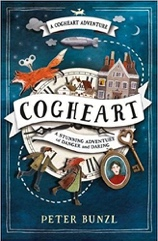 A COGHEART ADVENTURE
COGHEART
A STUNNING ADVENTURE
OF DANGER AND DARING
PETER BUNZL